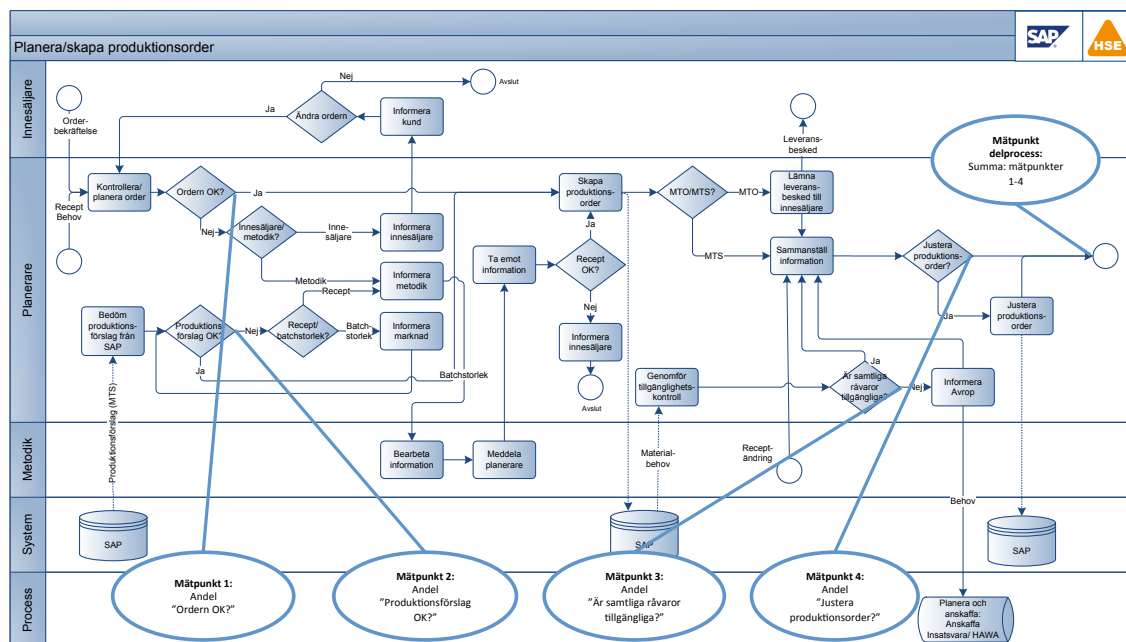 Planera/skapa produktionsorder
SAP
HSE
Innesäljare
Planerare
Metodik
System
Process
Order-
bekräftelse
Recept
Behov
Ja
Ändra ordern
Nej
Avslut
Informera
kund
Leverans-
besked
Mätpunkt
delprocess:
Summa: mätpunkter
1-4
Kontrollera/
planera order
Ordern OK?
Ja
Nej
Innesäljare/
metodik?
Inne-
säljare
Informera
innesäljare
Metodik
Recept
Informera
metodik
Bedöm
produktions-
förslag från
SAP
Produktions
förslag OK?
Nej
Ja
Recept/
batchstorlek?
Batch-
storlek
Informera
marknad
Batchstorlek
Skapa
produktions-
order
Ja
Ta emot
information
Recept
OK?
Nej
Informera
innesäljare
Avslut
MTO/MTS?
MTO
MTS
Lämna
leverans-
besked till
innesäljare
Sammanställ
information
Justera
produktions-
order?
Ja
Justera
produktions-
order
Genomför
tillgänglighets-
kontroll
Är samtliga
råvaror
tillgängliga?
Ja
Nej
Informera
Avrop
Produktionsförslag (MTS)
Bearbeta
information
Meddela
planerare
Material-
behov
Recept-
ändring
Behov
SAP
SAP
SAP
Mätpunkt 1:
Andel
"Ordern OK?"
Mätpunkt 2:
Andel
"Produktionsförslag
OK?"
Mätpunkt 3:
Andel
"Är samtliga råvaror
tillgängliga?"
Mätpunkt 4:
Andel
"Justera
produktionsorder?"
Planera och
anskaffa:
Anskaffa
Insatsvara/ HAWA